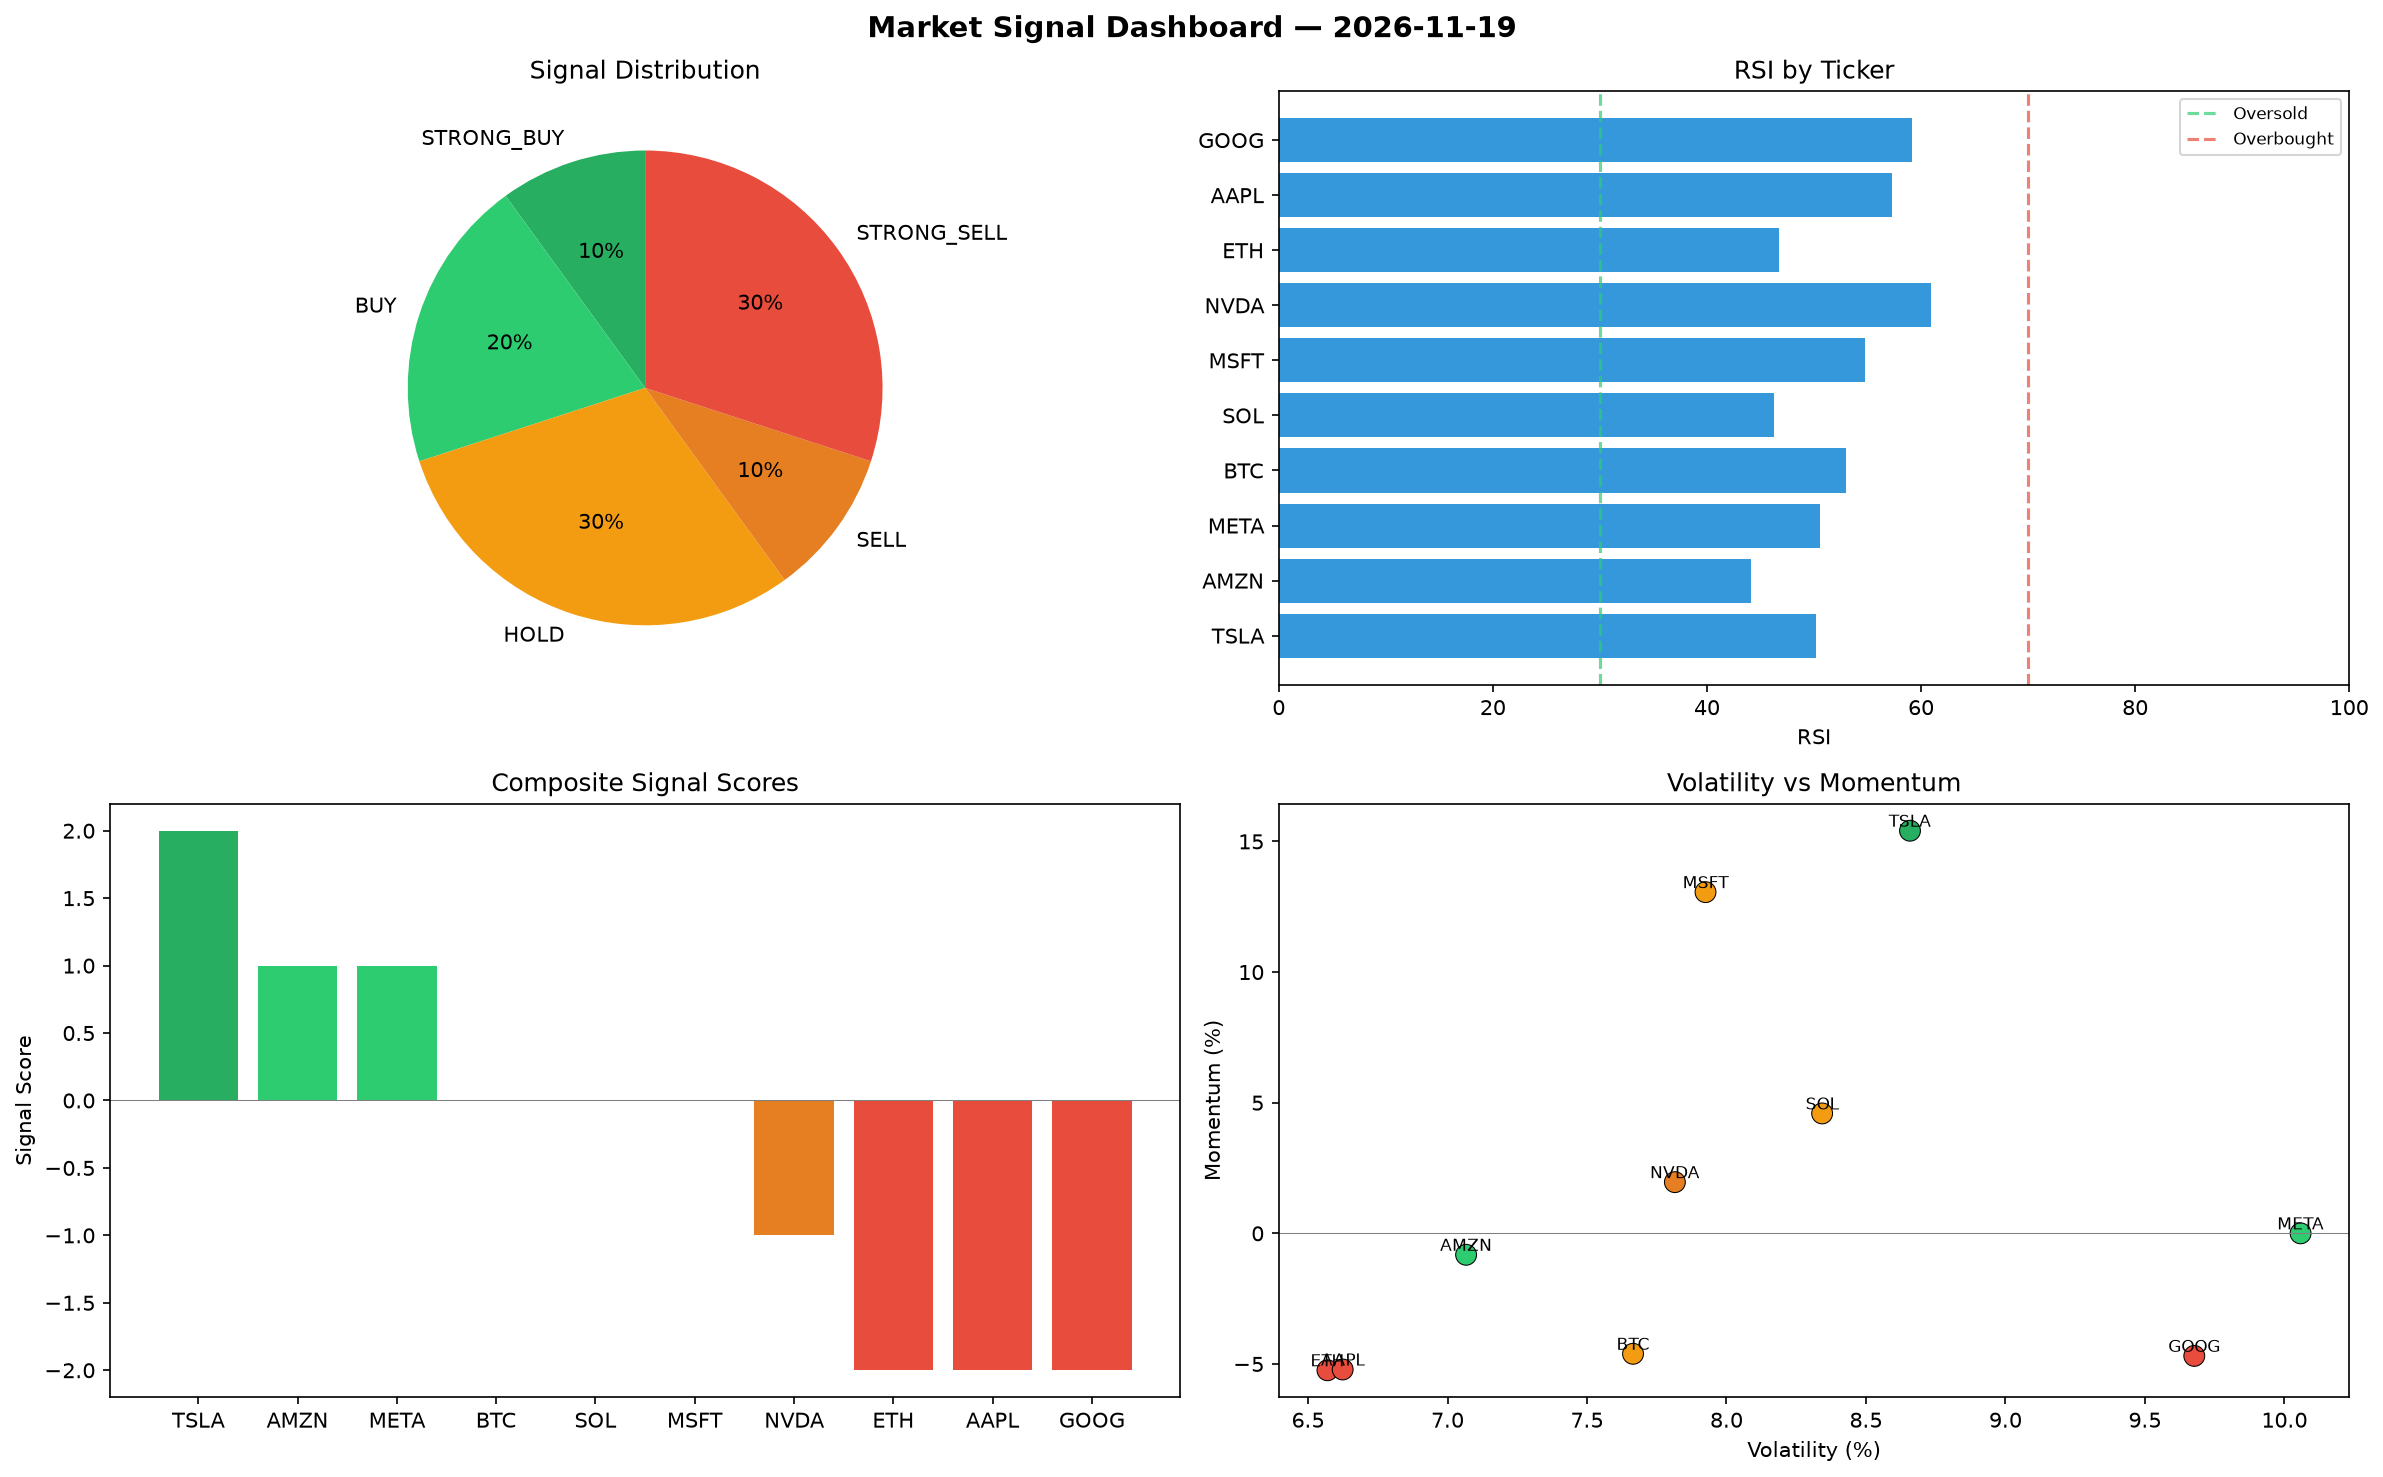 Market Signal Dashboard — 2026-11-19
Signal Distribution
STRONG_BUY
10%
BUY
20%
HOLD
30%
SELL
10%
STRONG_SELL
30%
RSI by Ticker
Oversold
Overbought
GOOG
AAPL
ETH
NVDA
MSFT
SOL
BTC
META
AMZN
TSLA
0 20 40 60 80 100
RSI
Composite Signal Scores
Signal Score
2.0
1.5
1.0
0.5
0.0
−0.5
−1.0
−1.5
−2.0
TSLA AMZN META BTC SOL MSFT NVDA ETH AAPL GOOG
Volatility vs Momentum
Momentum (%)
15
10
5
0
−5
TSLA
MSFT
SOL
NVDA
META
AMZN
BTC
GOOG
ETH
AAPL
6.5 7.0 7.5 8.0 8.5 9.0 9.5 10.0
Volatility (%)